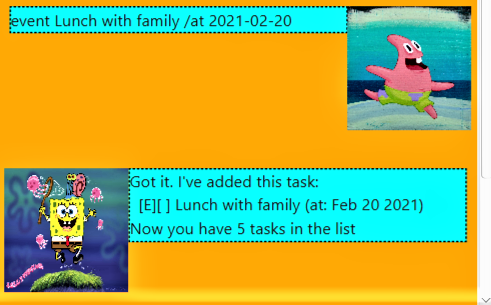 event Lunch with family /at 2021-02-20
Got it. I've added this task:
[E][ ] Lunch with family (at: Feb 20 2021)
Now you have 5 tasks in the list